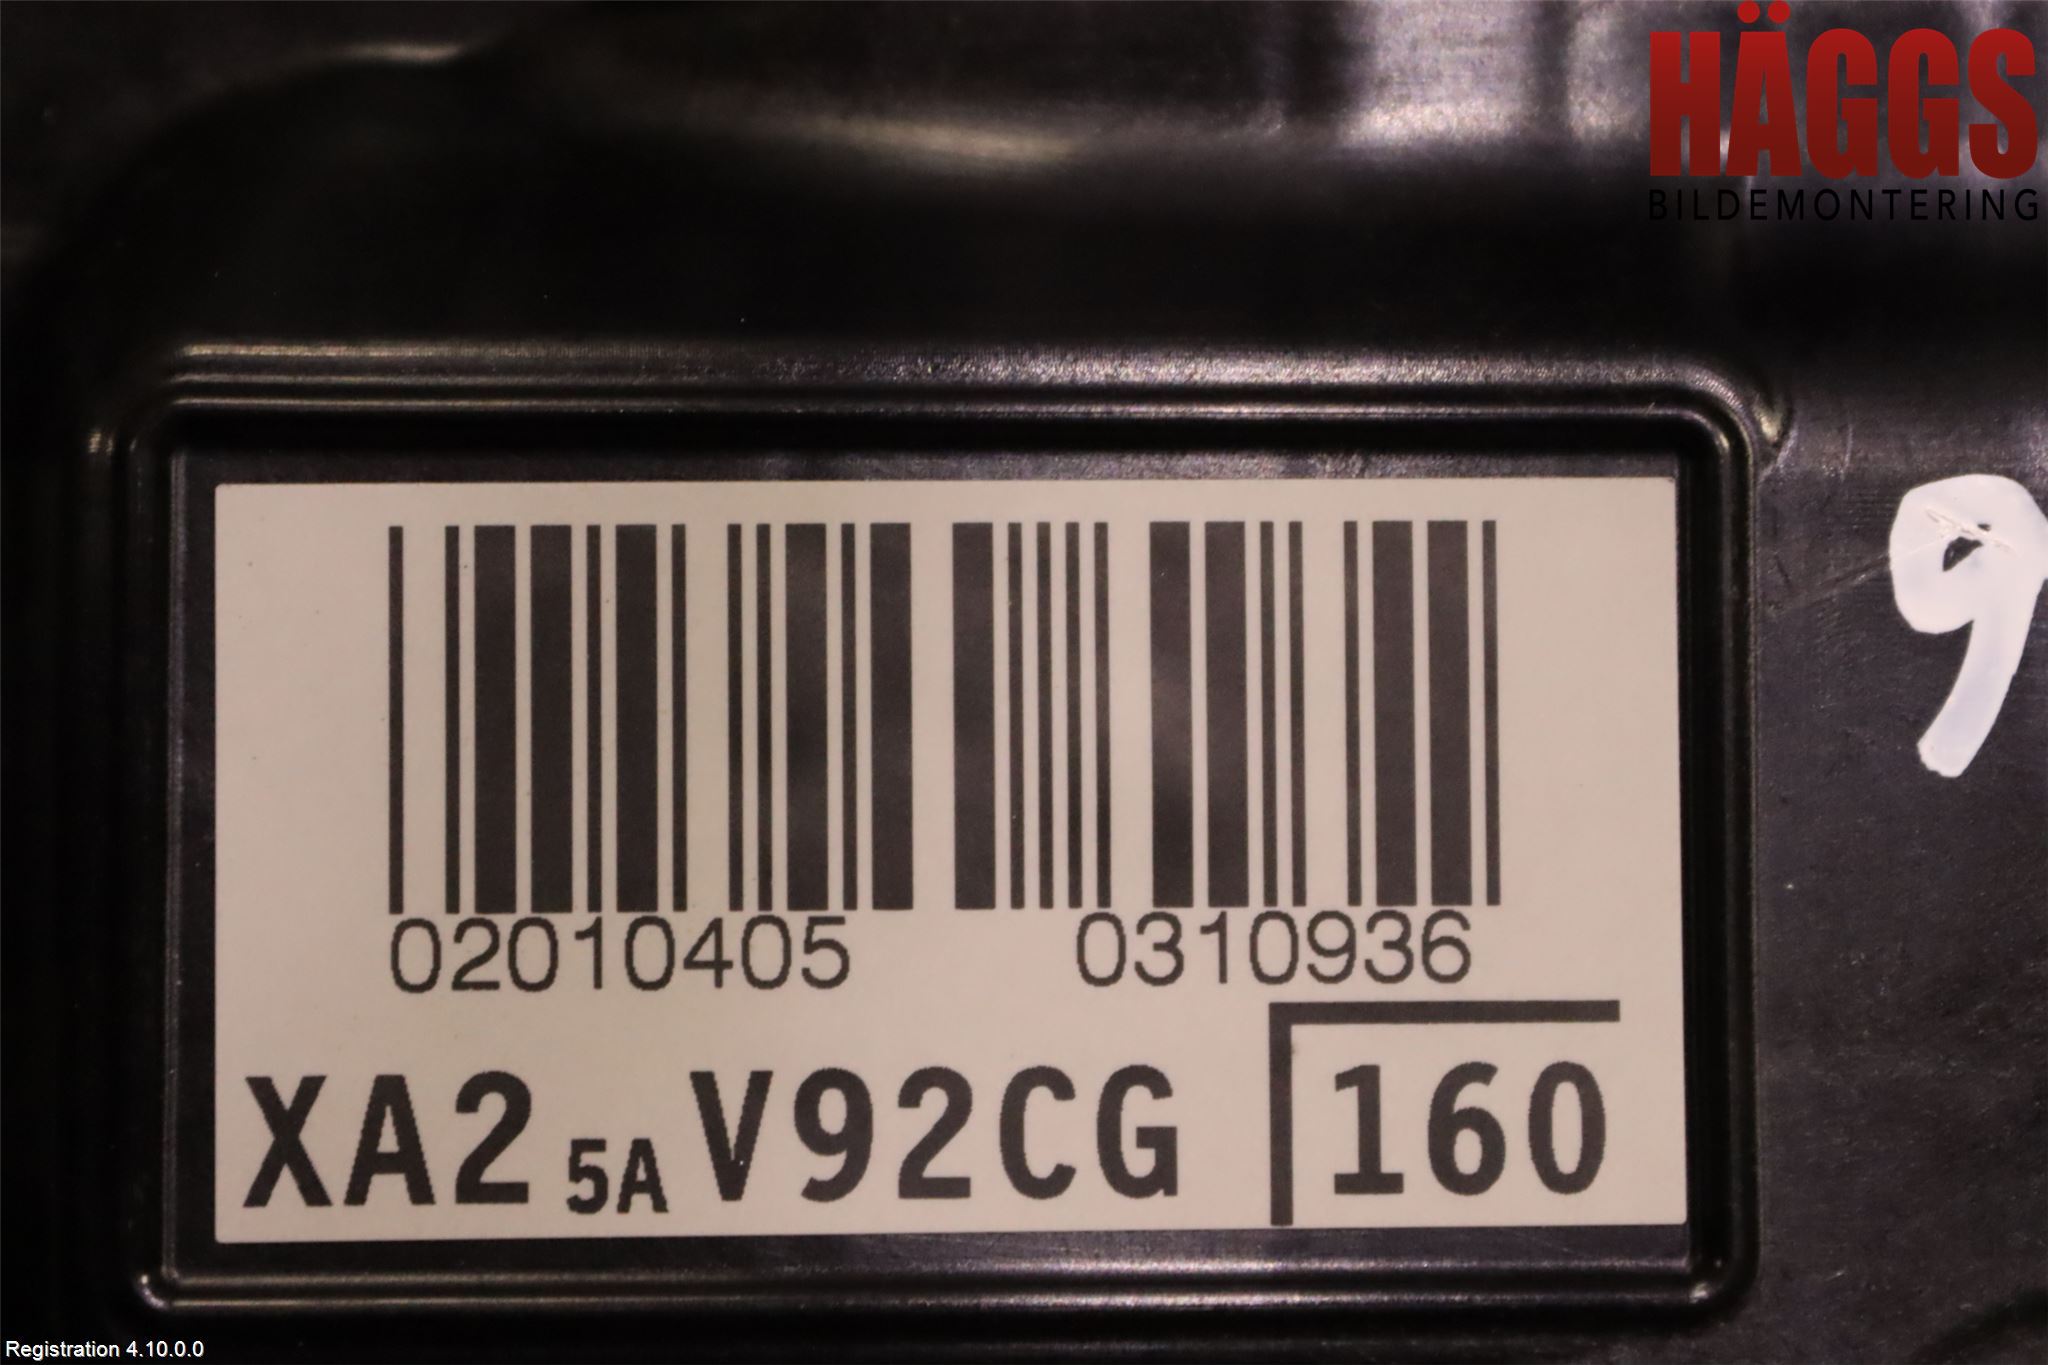 HÄGGS
BILDEMONTERING
9
02010405 0310936
XA2 5A V92CG 160
Registration 4.10.0.0